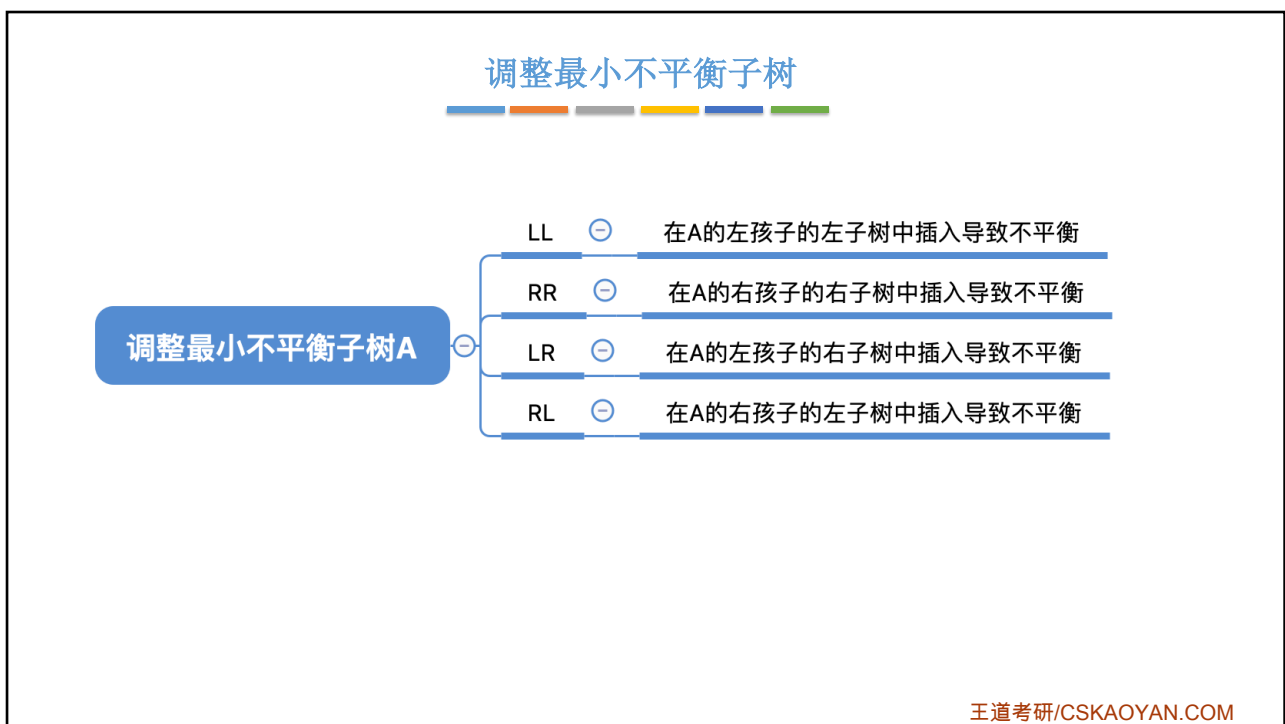 调整最小不平衡子树
调整最小不平衡子树A
LL 在A的左孩子的左子树中插入导致不平衡
RR 在A的右孩子的右子树中插入导致不平衡
LR 在A的左孩子的右子树中插入导致不平衡
RL 在A的右孩子的左子树中插入导致不平衡
王道考研/CSKAOYAN.COM